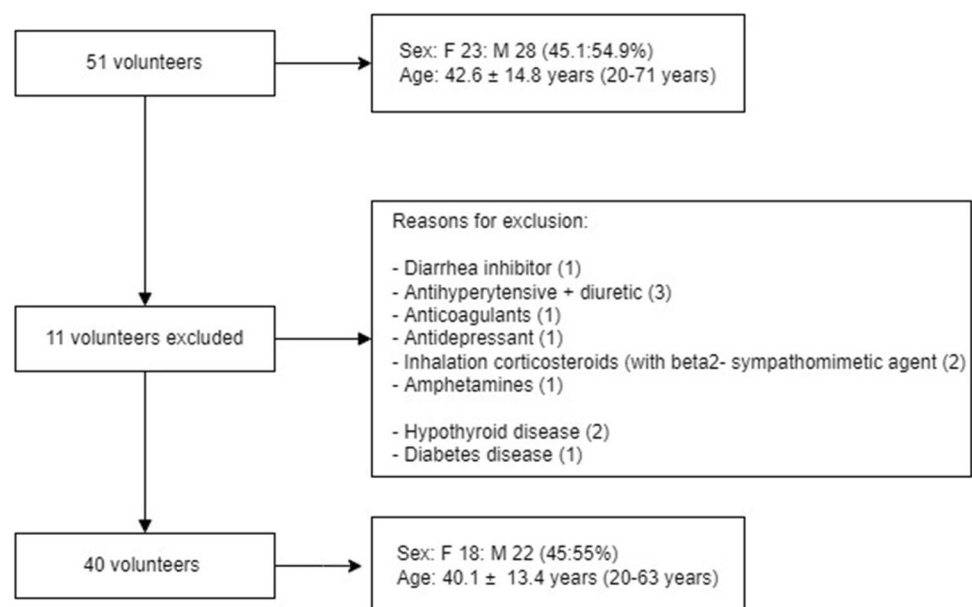 51 volunteers
Sex: F 23: M 28 (45.1:54.9%)
Age: 42.6 ± 14.8 years (20-71 years)
11 volunteers excluded
Reasons for exclusion:
- Diarrhea inhibitor (1)
- Antihyperytensive + diuretic (3)
- Anticoagulants (1)
- Antidepressant (1)
- Inhalation corticosteroids (with beta2- sympathomimetic agent (2)
- Amphetamines (1)
- Hypothyroid disease (2)
- Diabetes disease (1)
40 volunteers
Sex: F 18: M 22 (45:55%)
Age: 40.1 ± 13.4 years (20-63 years)